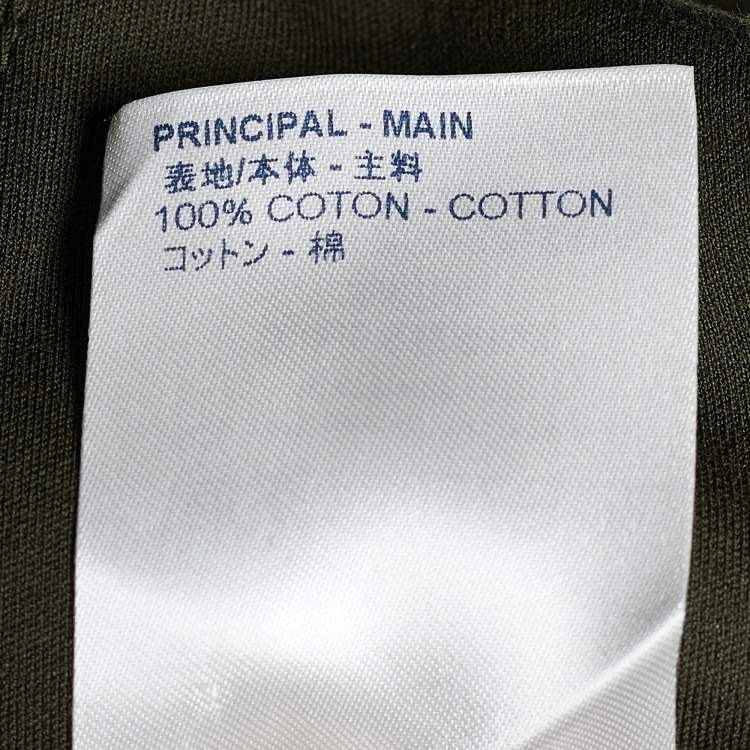 PRINCIPAL - MAIN
表地/本体 - 主料
100% COTON - COTTON
コットン - 棉